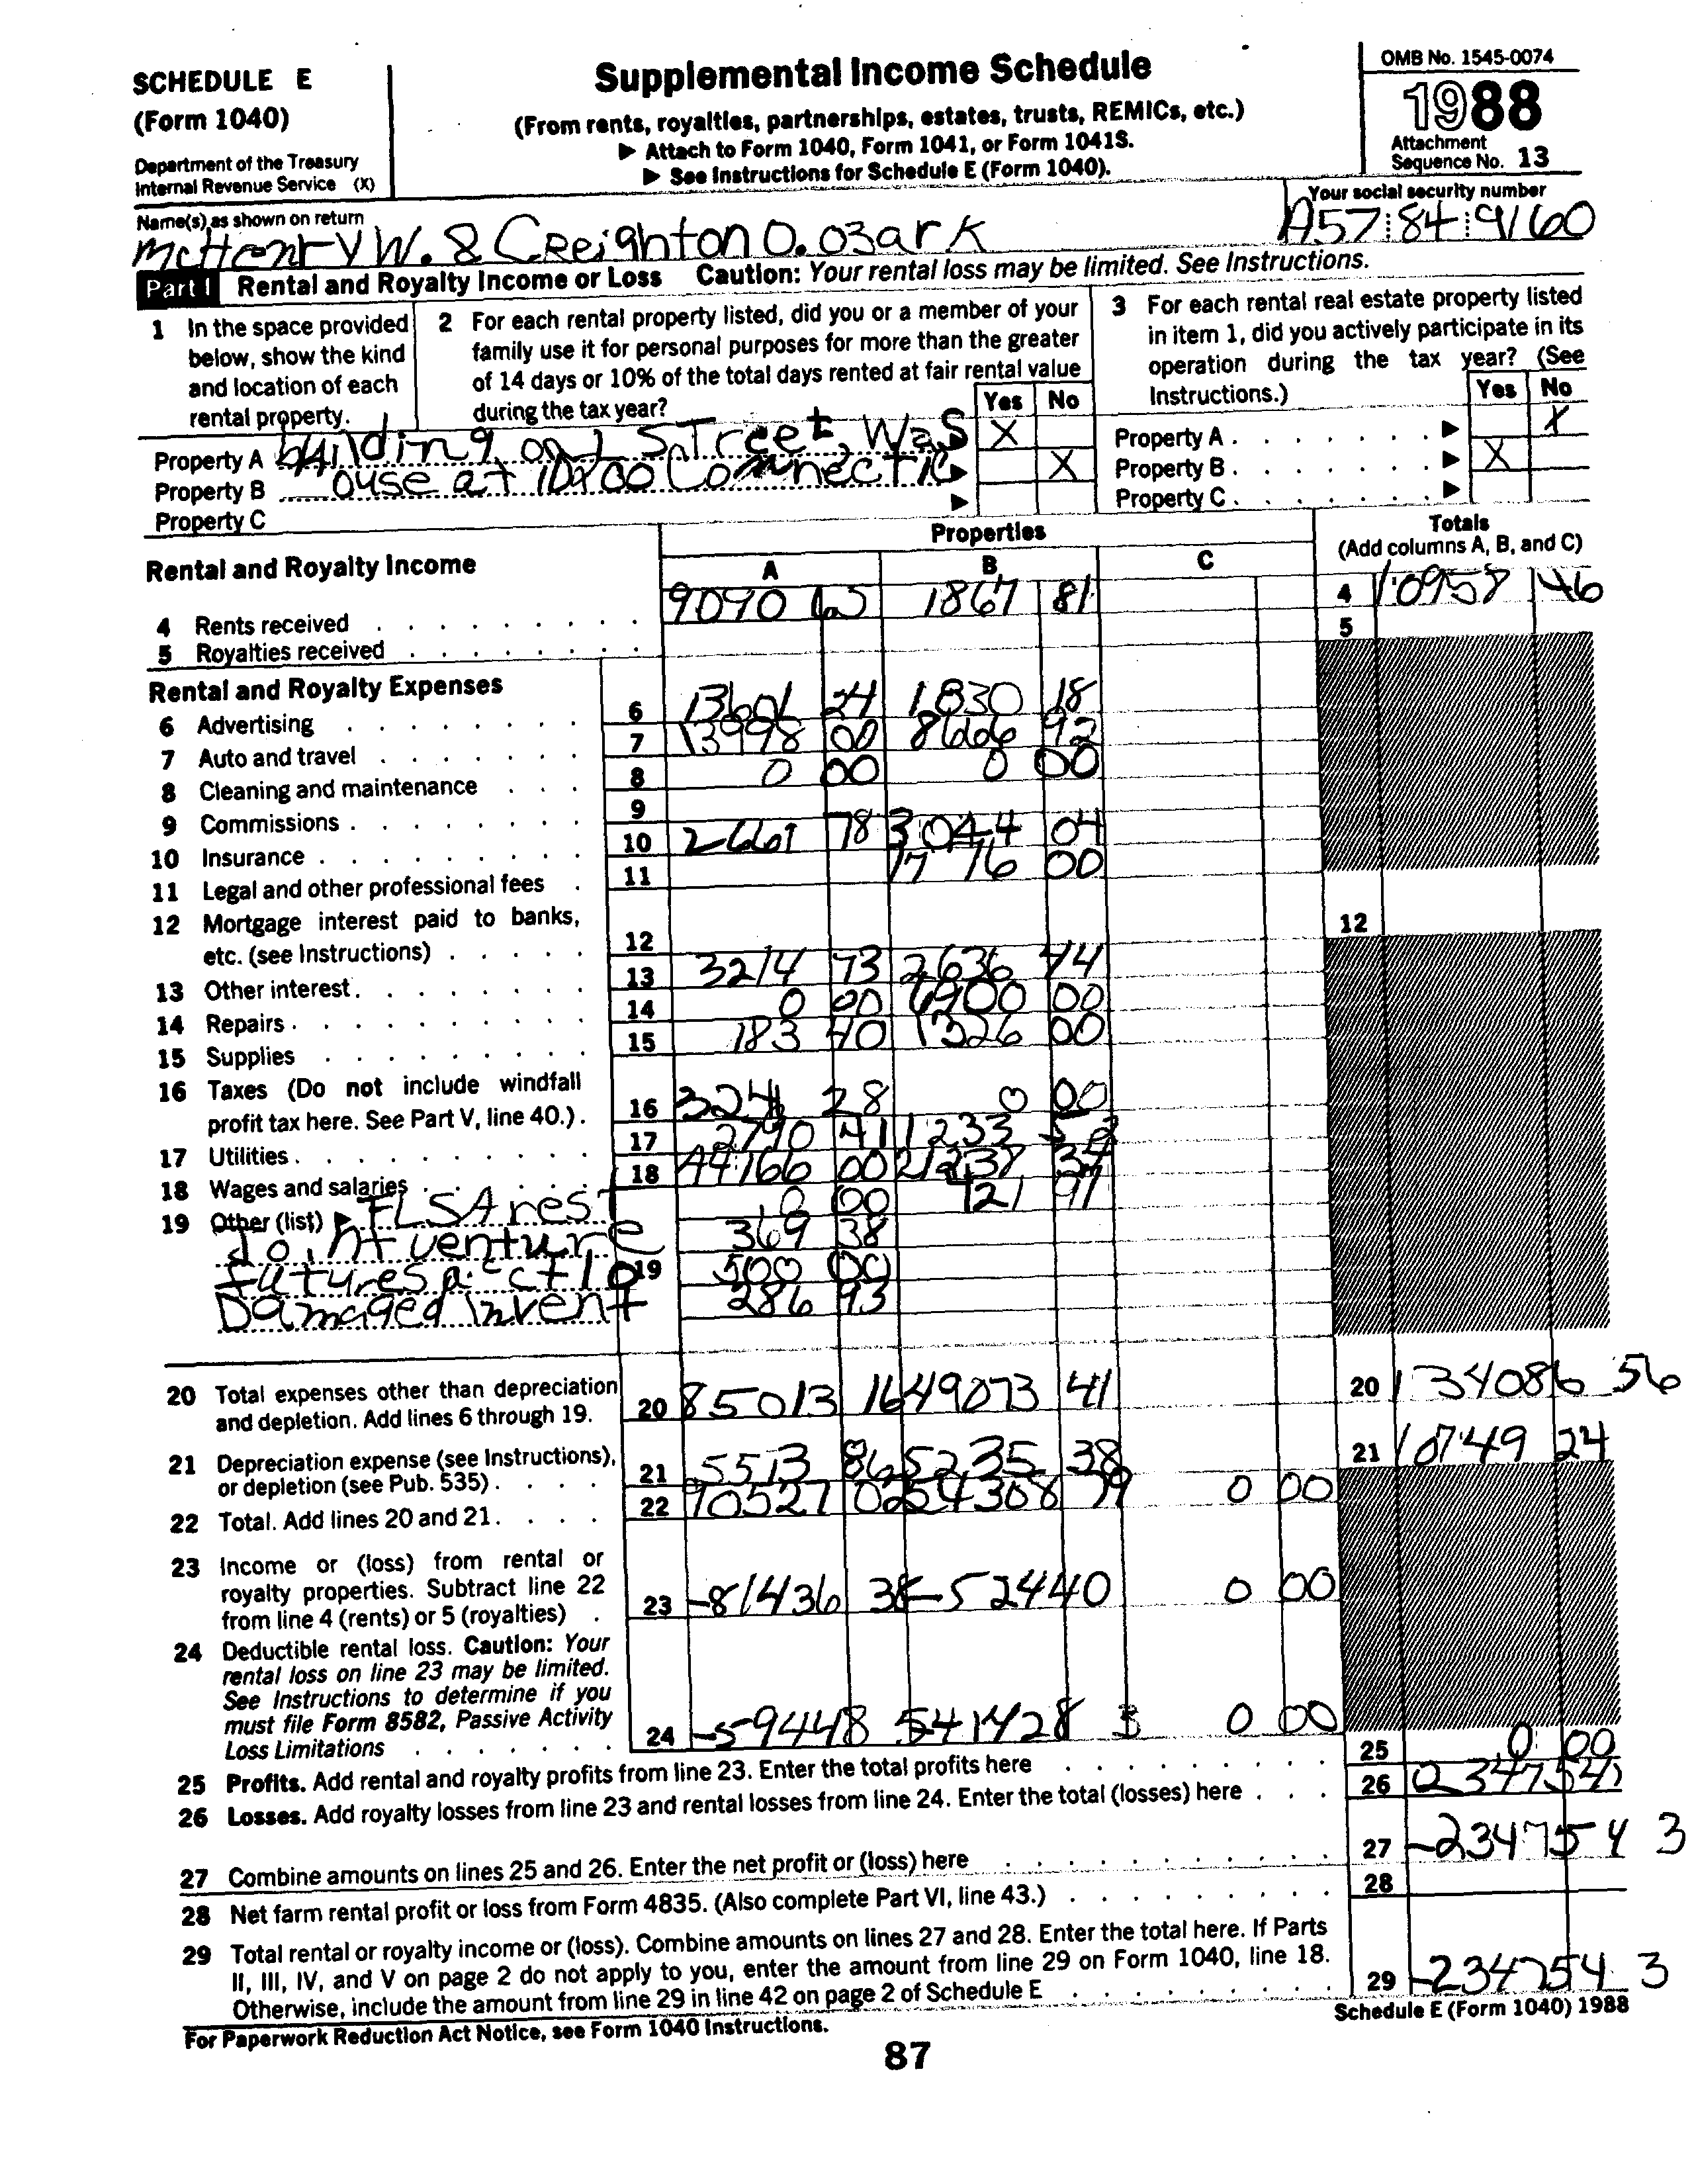 SCHEDULE E
(Form 1040)
Department of the Treasury
Internal Revenue Service (X)
Supplemental Income Schedule
(From rents, royalties, partnerships, estates, trusts, REMICs, etc.)
▶ Attach to Form 1040, Form 1041, or Form 1041S.
▶ See Instructions for Schedule E (Form 1040).
OMB No. 1545-0074
1988
Attachment
Sequence No. 13
Name(s) as shown on return
McHenry W. & Creighton O. Ozark
Your social security number
A57 84 9160
Part I Rental and Royalty Income or Loss Caution: Your rental loss may be limited. See Instructions.
1 In the space provided
below, show the kind
and location of each
rental property.
2 For each rental property listed, did you or a member of your
family use it for personal purposes for more than the greater
of 14 days or 10% of the total days rented at fair rental value
during the tax year?
Yes No
3 For each rental real estate property listed
in item 1, did you actively participate in its
operation during the tax year? (See
Instructions.)
Yes No
Property A building on L STreet, Was X
Property B ouse at Connectic X
Property C
Property A X
Property B X
Property C
Properties
Totals
(Add columns A, B, and C)
Rental and Royalty Income
A B C
4 Rents received 9090 65 1867 81 4 10958 46
5 Royalties received 5
Rental and Royalty Expenses
6 Advertising 6 13601 24 1830 18
7 Auto and travel 7 13998 00 8666 92
8 Cleaning and maintenance 8 0 00 0 00
9 Commissions 9
10 Insurance 10 2661 78 3044 04
11 Legal and other professional fees 11 17 76 00
12 Mortgage interest paid to banks,
etc. (see Instructions) 12 12
13 Other interest 13 3214 73 2636 44
14 Repairs 14 0 00 6900 00
15 Supplies 15 183 40 1326 00
16 Taxes (Do not include windfall
profit tax here. See Part V, line 40.) 16 324 28 0 00
17 Utilities 17 2790 41 1233
18 Wages and salaries 18 A4166 00 21237 34
19 Other (list) ▶ FLSA rest 0 00 421 97
Joint venture 369 38
futures acct lo 19 500 00
Damaged Invent 286 93
20 Total expenses other than depreciation
and depletion. Add lines 6 through 19. 20 85013 16 49073 41 20 134086 56
21 Depreciation expense (see Instructions),
or depletion (see Pub. 535) 21 5513 86 5235 38 21 10749 24
22 Total. Add lines 20 and 21. 22 90527 02 54308 79 0 00
23 Income or (loss) from rental or
royalty properties. Subtract line 22
from line 4 (rents) or 5 (royalties) 23 -81436 38 -52440 0 00
24 Deductible rental loss. Caution: Your
rental loss on line 23 may be limited.
See Instructions to determine if you
must file Form 8582, Passive Activity
Loss Limitations 24 -59448 541428 3 0 00
25 Profits. Add rental and royalty profits from line 23. Enter the total profits here 25 0 00
26 Losses. Add royalty losses from line 23 and rental losses from line 24. Enter the total (losses) here 26
27 Combine amounts on lines 25 and 26. Enter the net profit or (loss) here 27 -234754 3
28 Net farm rental profit or loss from Form 4835. (Also complete Part VI, line 43.) 28
29 Total rental or royalty income or (loss). Combine amounts on lines 27 and 28. Enter the total here. If Parts
II, III, IV, and V on page 2 do not apply to you, enter the amount from line 29 on Form 1040, line 18.
Otherwise, include the amount from line 29 in line 42 on page 2 of Schedule E 29 -234754 3
For Paperwork Reduction Act Notice, see Form 1040 Instructions.
Schedule E (Form 1040) 1988
87